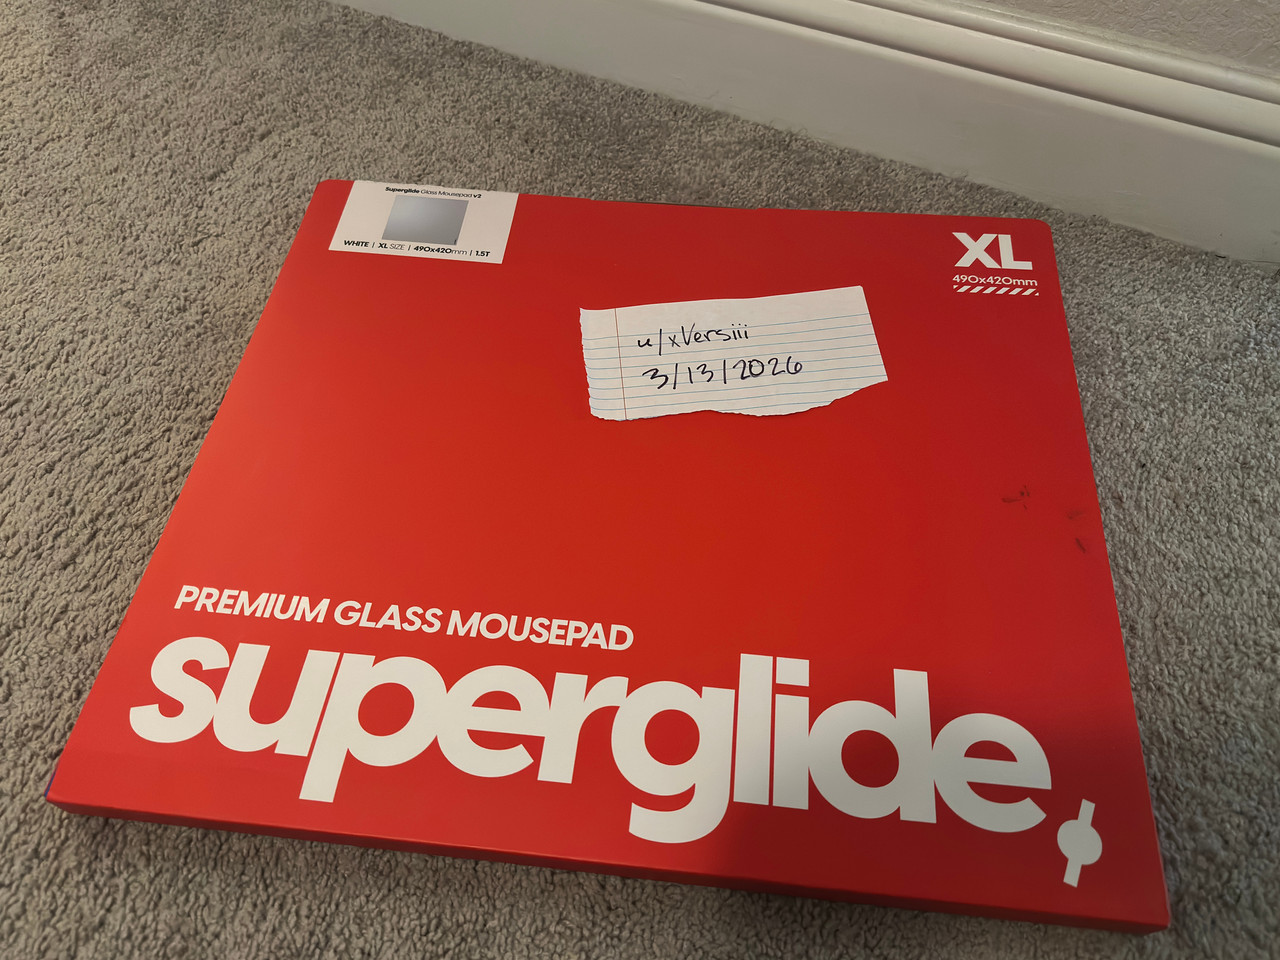 Superglide Glass Mousepad v2
WHITE | XL SIZE | 490x420mm | 1.5T
XL
490x420mm
u/xVersiii
3/13/2026
PREMIUM GLASS MOUSEPAD
superglide